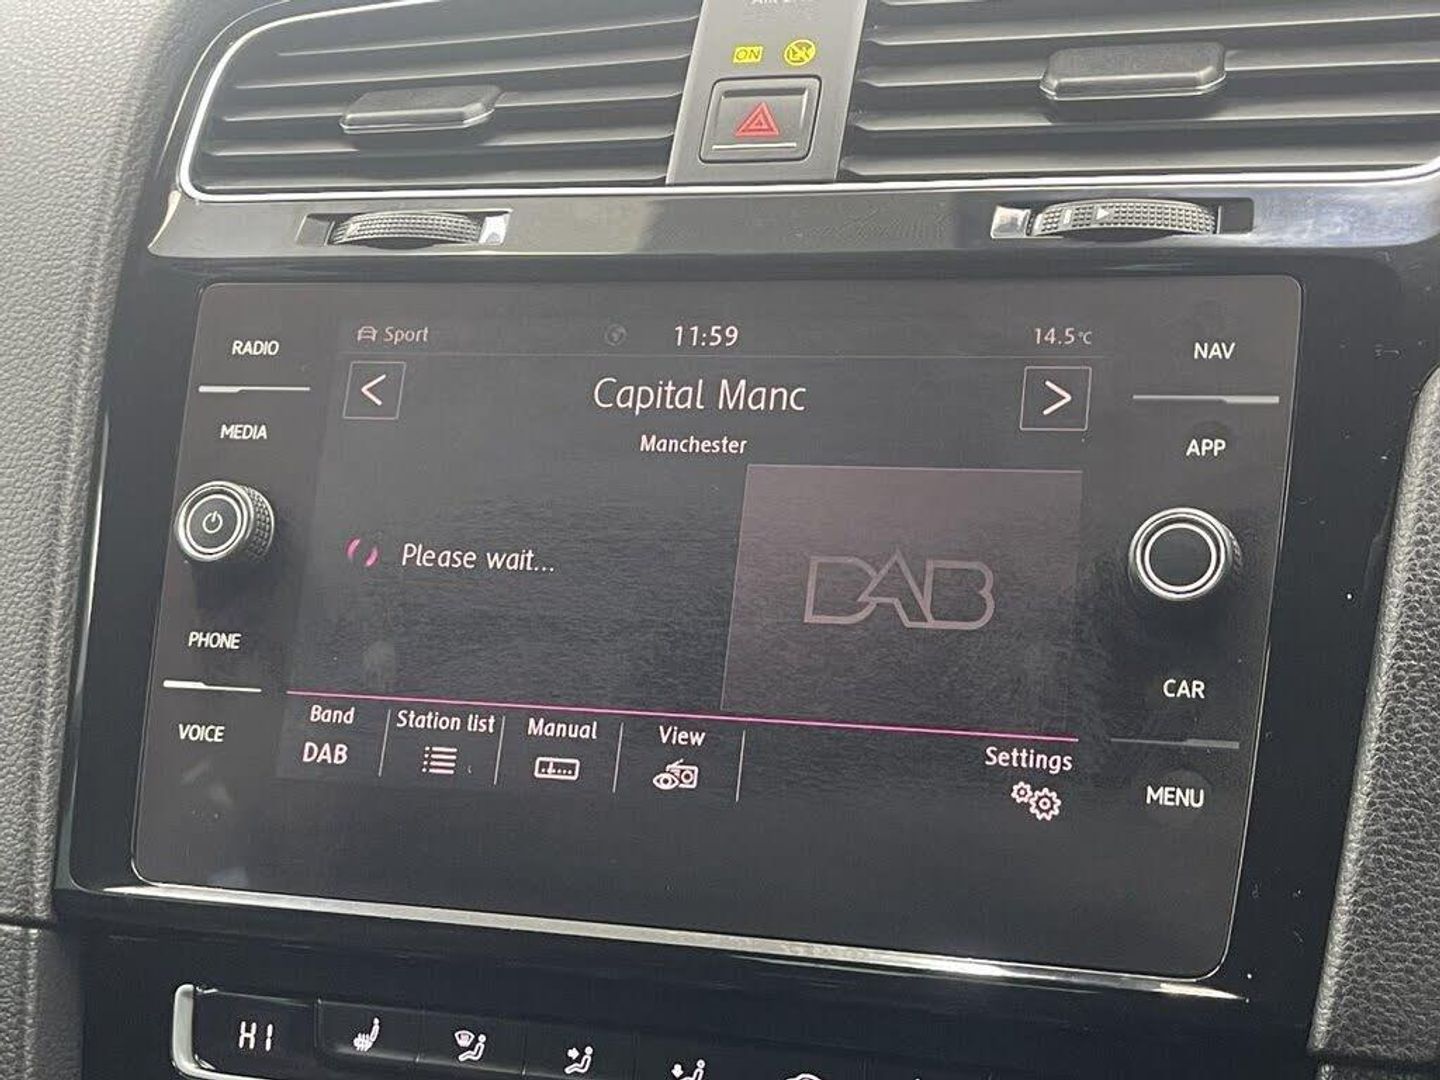 ON
RADIO
MEDIA
PHONE
VOICE
Sport
11:59
14.5°C
<
Capital Manc
>
Manchester
Please wait...
DAB
Band
DAB
Station list
Manual
View
Settings
NAV
APP
CAR
MENU
HI